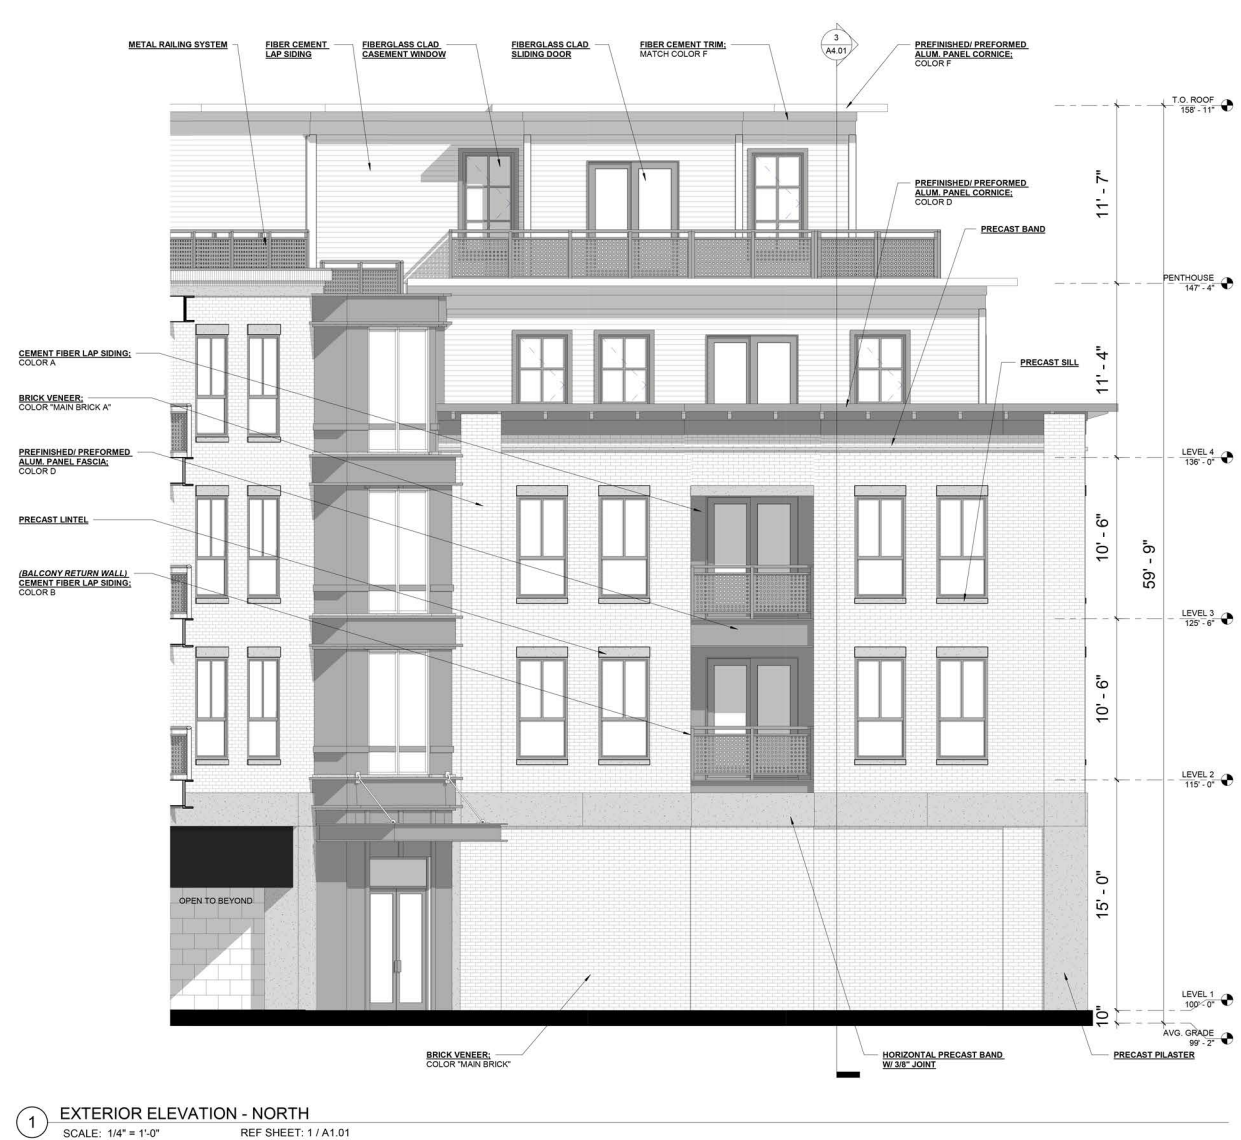 METAL RAILING SYSTEM
FIBER CEMENT
LAP SIDING
FIBERGLASS CLAD
CASEMENT WINDOW
FIBERGLASS CLAD
SLIDING DOOR
FIBER CEMENT TRIM;
MATCH COLOR F
3
A4.01
PREFINISHED/ PREFORMED
ALUM. PANEL CORNICE;
COLOR F
T.O. ROOF
158' - 11"
11' - 7"
PREFINISHED/ PREFORMED
ALUM. PANEL CORNICE;
COLOR D
PRECAST BAND
PENTHOUSE
147' - 4"
CEMENT FIBER LAP SIDING;
COLOR A
PRECAST SILL
11' - 4"
BRICK VENEER;
COLOR "MAIN BRICK A"
PREFINISHED/ PREFORMED
ALUM. PANEL FASCIA;
COLOR D
LEVEL 4
136' - 0"
PRECAST LINTEL
10' - 6"
59' - 9"
(BALCONY RETURN WALL)
CEMENT FIBER LAP SIDING;
COLOR B
LEVEL 3
125' - 6"
10' - 6"
LEVEL 2
115' - 0"
OPEN TO BEYOND
15' - 0"
LEVEL 1
100' - 0"
10"
AVG. GRADE
99' - 2"
BRICK VENEER;
COLOR "MAIN BRICK"
HORIZONTAL PRECAST BAND
W/ 3/8" JOINT
PRECAST PILASTER
1
EXTERIOR ELEVATION - NORTH
SCALE: 1/4" = 1'-0"
REF SHEET: 1 / A1.01